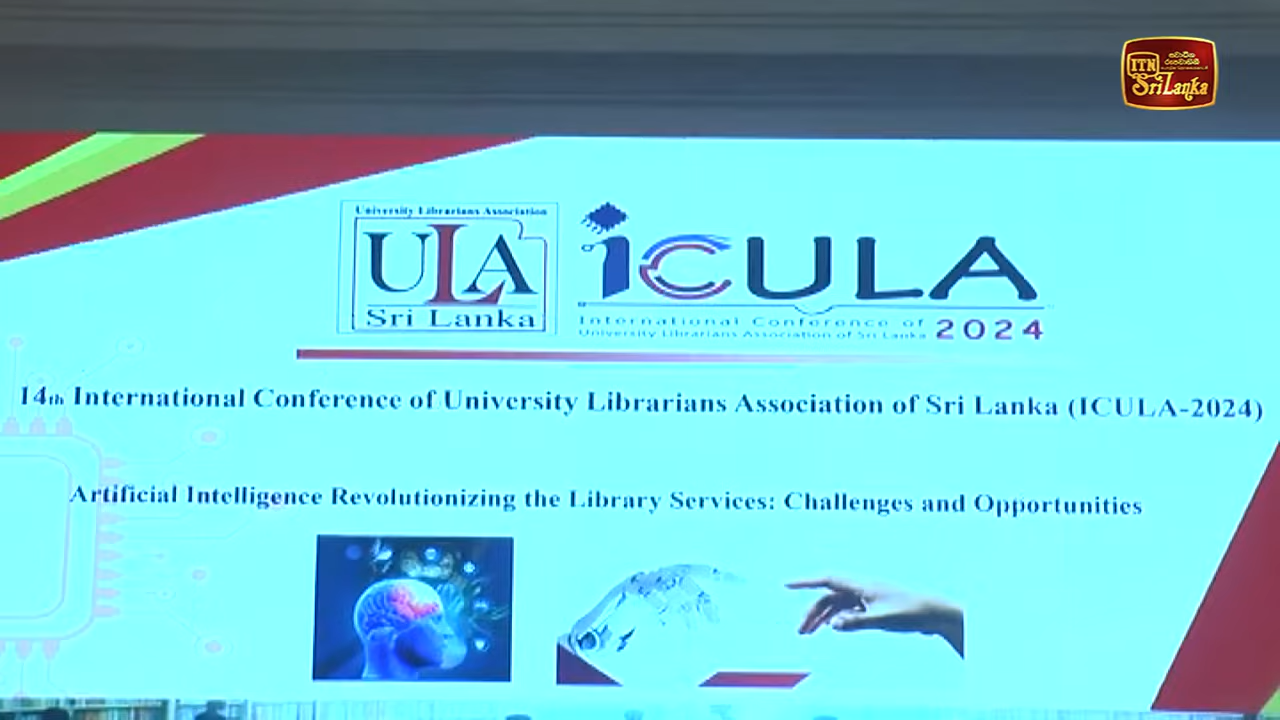 ITN
ස්වාධීන
රූපවාහිනී
Sri Lanka
University Librarians Association
ULA
Sri Lanka
iCULA
International Conference of
University Librarians Association of Sri Lanka 2024
14th International Conference of University Librarians Association of Sri Lanka (ICULA-2024)
Artificial Intelligence Revolutionizing the Library Services: Challenges and Opportunities